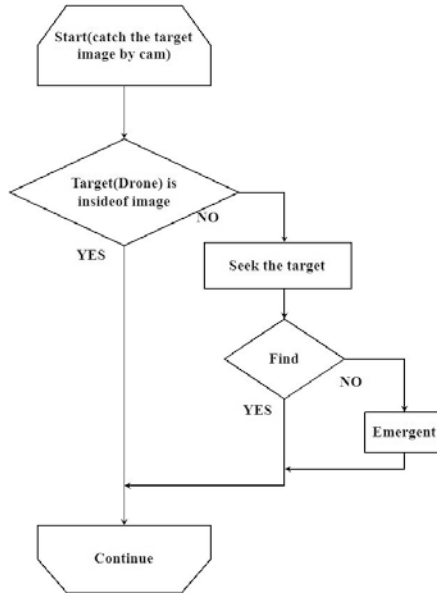 Start(catch the target
image by cam)
Target(Drone) is
insideof image
NO
YES
Seek the target
Find
NO
YES
Emergent
Continue